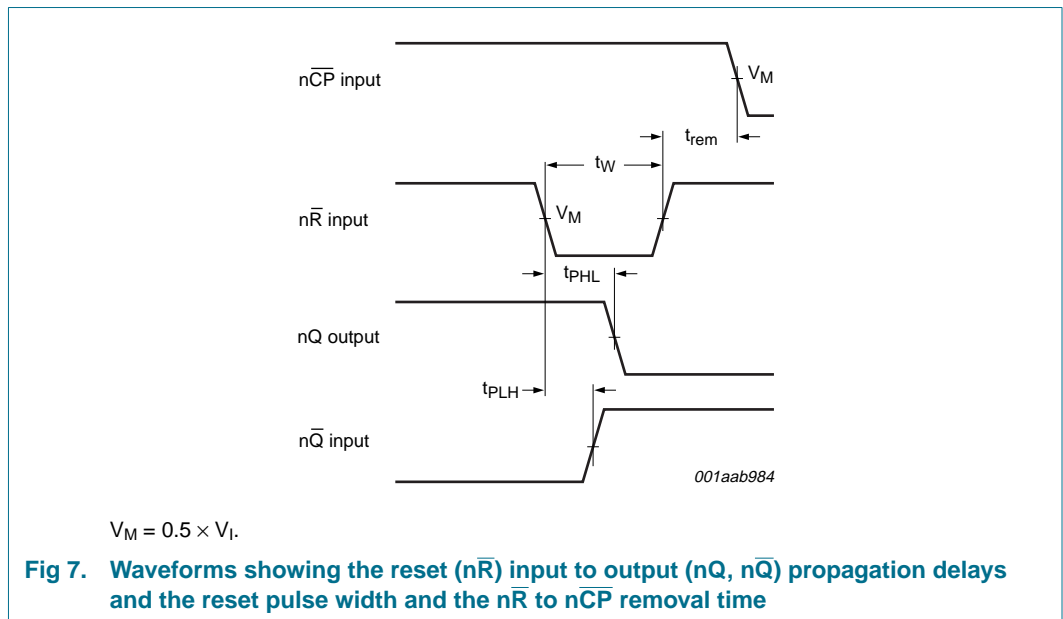 nC̅P̅ input
V_M
t_rem
t_W
nR̅ input
V_M
t_PHL
nQ output
t_PLH
nQ̅ input
001aab984
V_M = 0.5 × V_I.
Fig 7. Waveforms showing the reset (nR̅) input to output (nQ, nQ̅) propagation delays
and the reset pulse width and the nR̅ to nC̅P̅ removal time